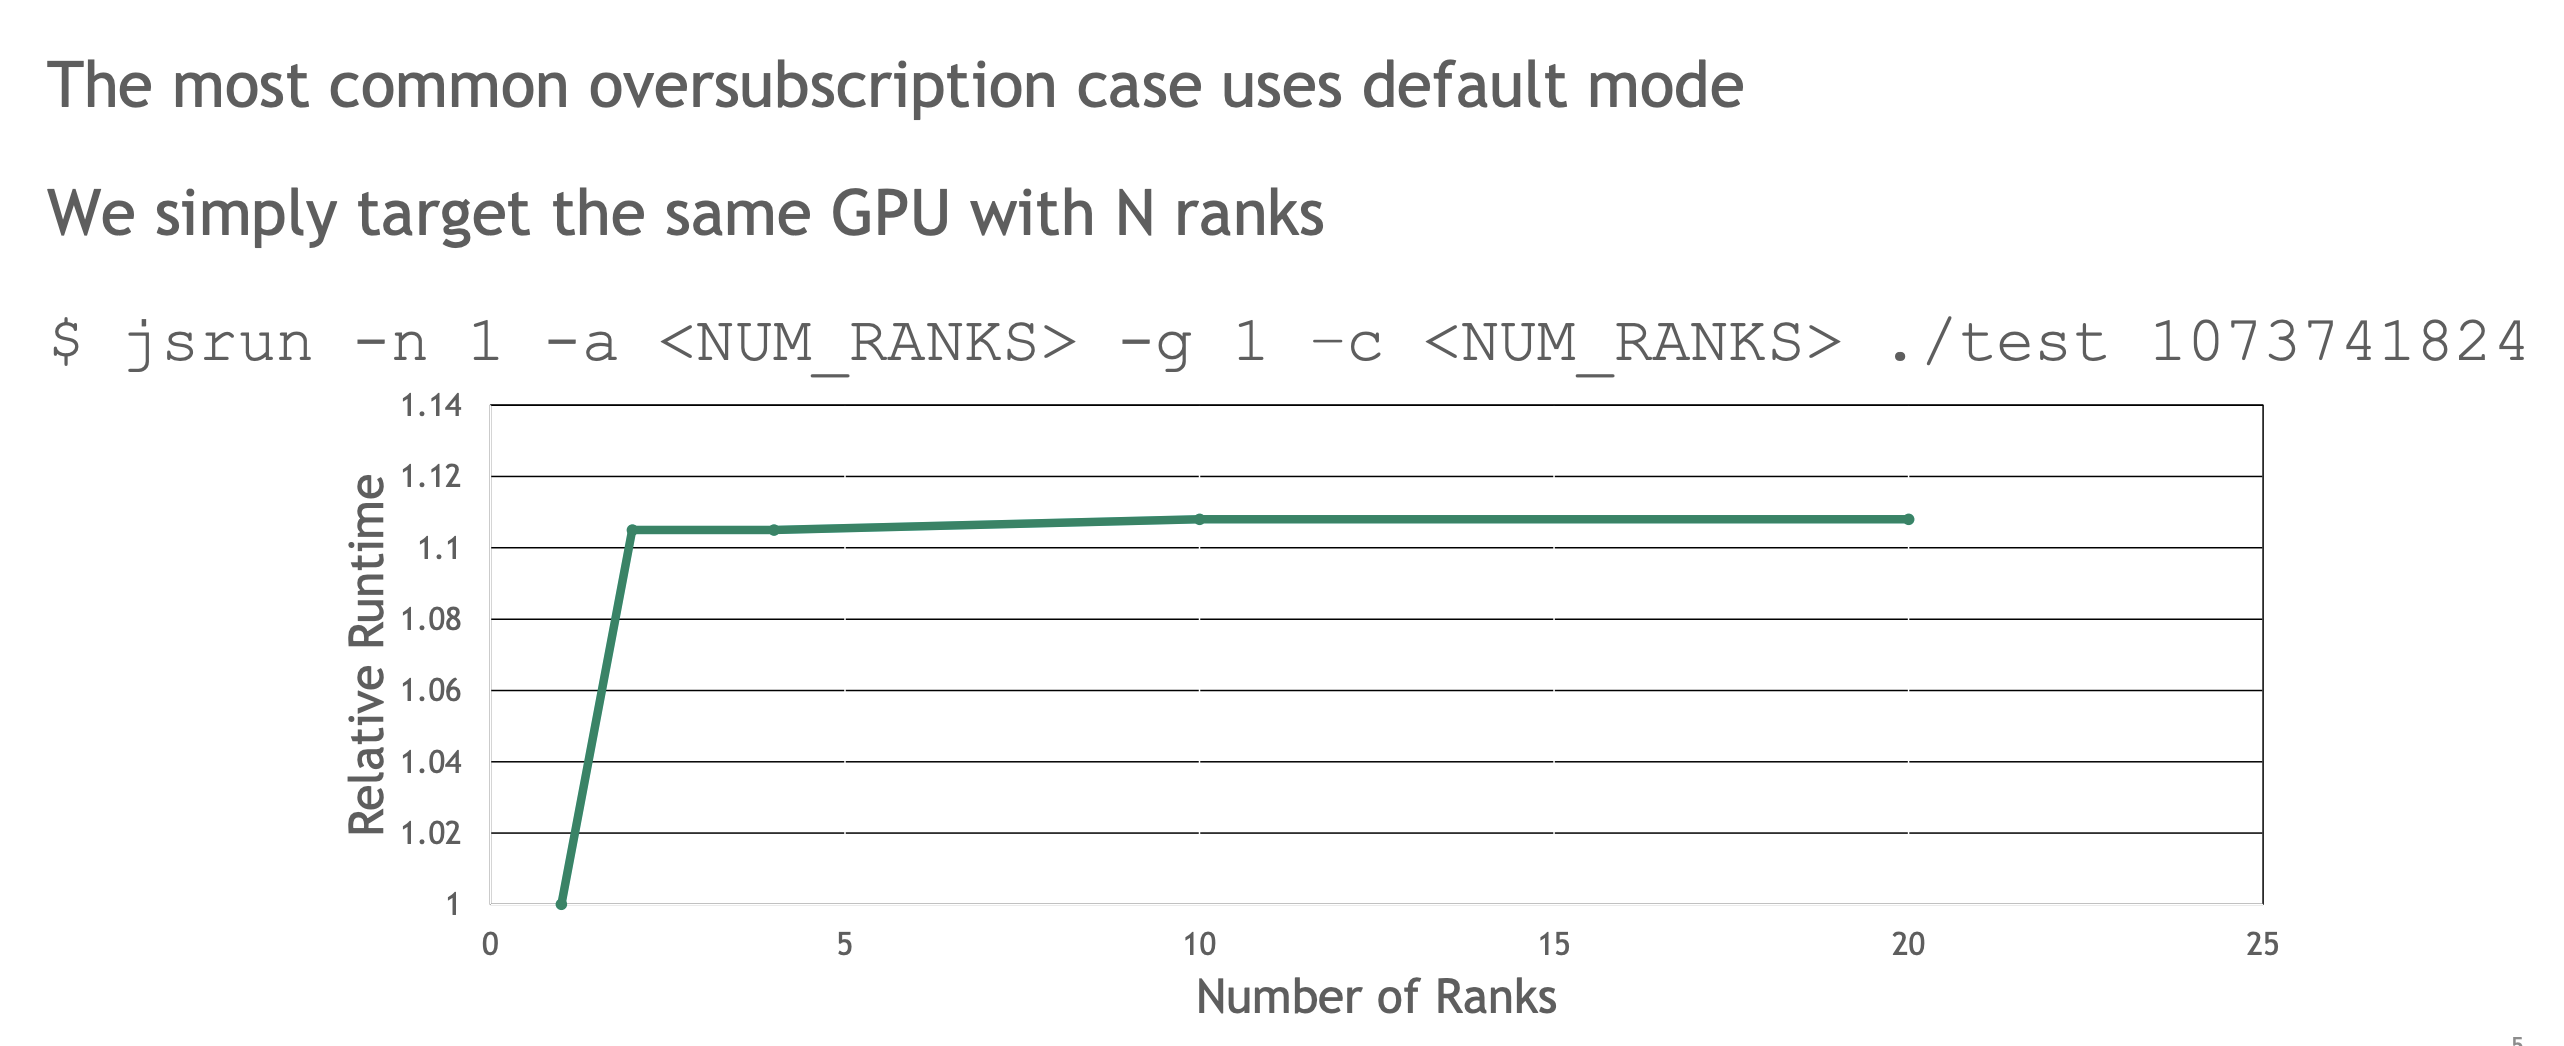 The most common oversubscription case uses default mode
We simply target the same GPU with N ranks
$ jsrun -n 1 -a <NUM_RANKS> -g 1 –c <NUM_RANKS> ./test 1073741824
1.14
1.12
1.1
1.08
1.06
1.04
1.02
1
Relative Runtime
0 5 10 15 20 25
Number of Ranks